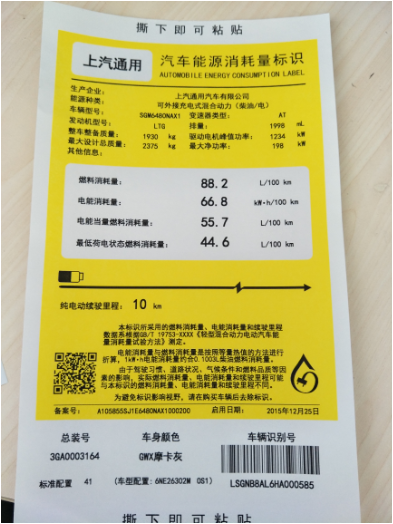 撕下即可粘贴
上汽通用 汽车能源消耗量标识
AUTOMOBILE ENERGY CONSUMPTION LABEL
生产企业: 上汽通用汽车有限公司
能源种类: 可外接充电式混合动力(柴油/电)
车辆型号: SGM6480NAX1 变速器类型: AT
发动机型号: LTG 排量: 1998 mL
整车整备质量: 1930 kg 驱动电机峰值功率: 1234 kW
最大设计总质量: 2375 kg 最大净功率: 198 kW
其他信息:
燃料消耗量: 88.2 L/100 km
电能消耗量: 66.8 kW·h/100 km
电能当量燃料消耗量: 55.7 L/100 km
最低荷电状态燃料消耗量: 44.6 L/100 km
纯电动续驶里程: 10 km
本标识所采用的燃料消耗量、电能消耗量和续驶里程
数据系根据GB/T 19753-XXXX《轻型混合动力电动汽车能
量消耗量试验方法》测定。
电能消耗量与燃料消耗量是按照等量热值的方法进行
折算，1kW·h电能消耗量约合0.1003L柴油燃料消耗量。
由于驾驶习惯、道路状况、气候条件和燃料品质等因
素的影响，实际燃料消耗量、电能消耗量和续驶里程可能
与本标识的燃料消耗量、电能消耗量和续驶里程不同。
为避免标识影响视野，请在购买车辆后去除标识。
备案号: A105855SJ1E6480NAX1000200 启用日期: 2015年12月25日
总装号 车身颜色 车辆识别号
3GA0003164 GWX摩卡灰
标准配置 41 (车型配置: 6NE26302M OS1) LSGNB8AL6HA000585
撕下即可粘贴